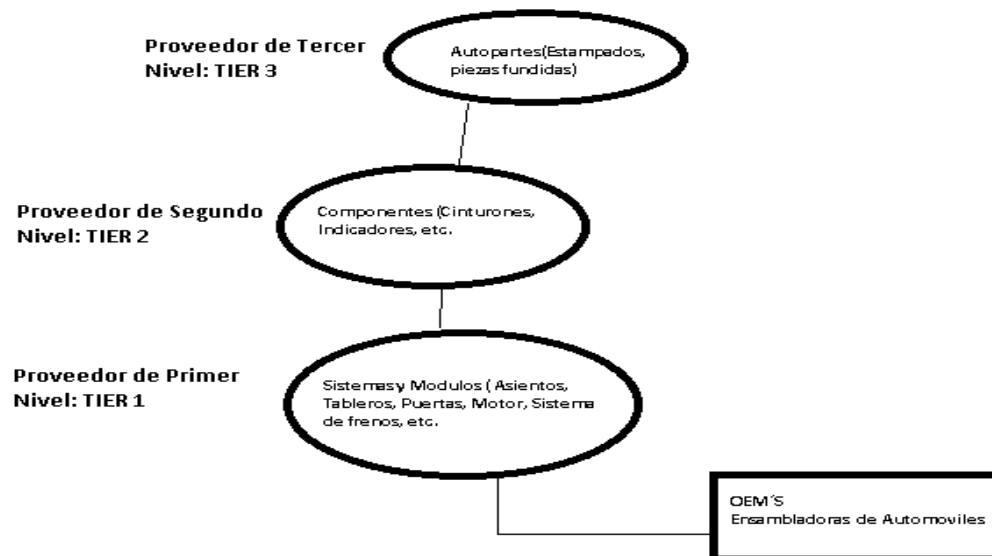 Proveedor de Tercer
Nivel: TIER 3
Autopartes(Estampados,
piezas fundidas)
Proveedor de Segundo
Nivel: TIER 2
Componentes (Cinturones,
Indicadores, etc.
Proveedor de Primer
Nivel: TIER 1
Sistemas y Modulos ( Asientos,
Tableros, Puertas, Motor, Sistema
de frenos, etc.
OEM´S
Ensambladoras de Automoviles